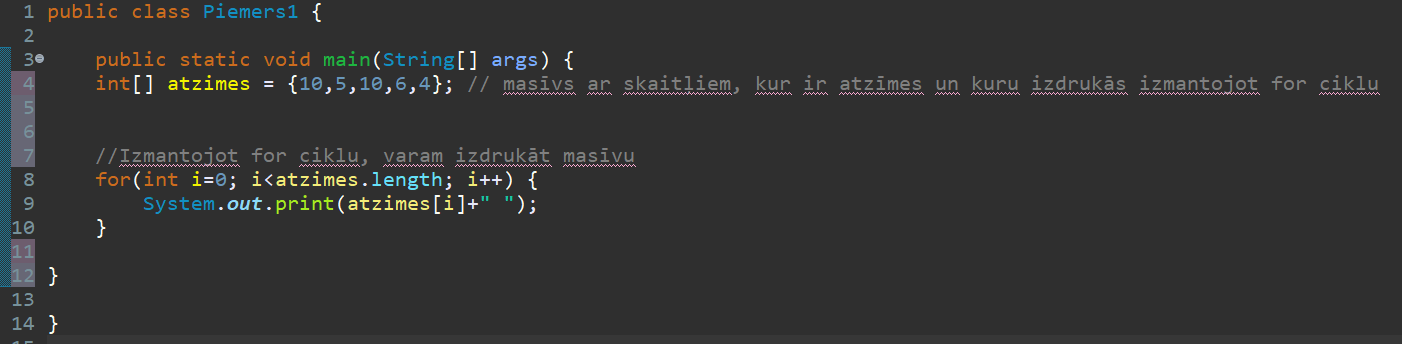 1 public class Piemers1 {
2
3 public static void main(String[] args) {
4 int[] atzimes = {10,5,10,6,4}; // masīvs ar skaitļiem, kur ir atzīmes un kuru izdrukās izmantojot for ciklu
5
6
7 //Izmantojot for ciklu, varam izdrukāt masīvu
8 for(int i=0; i<atzimes.length; i++) {
9 System.out.print(atzimes[i]+" ");
10 }
11
12 }
13
14 }